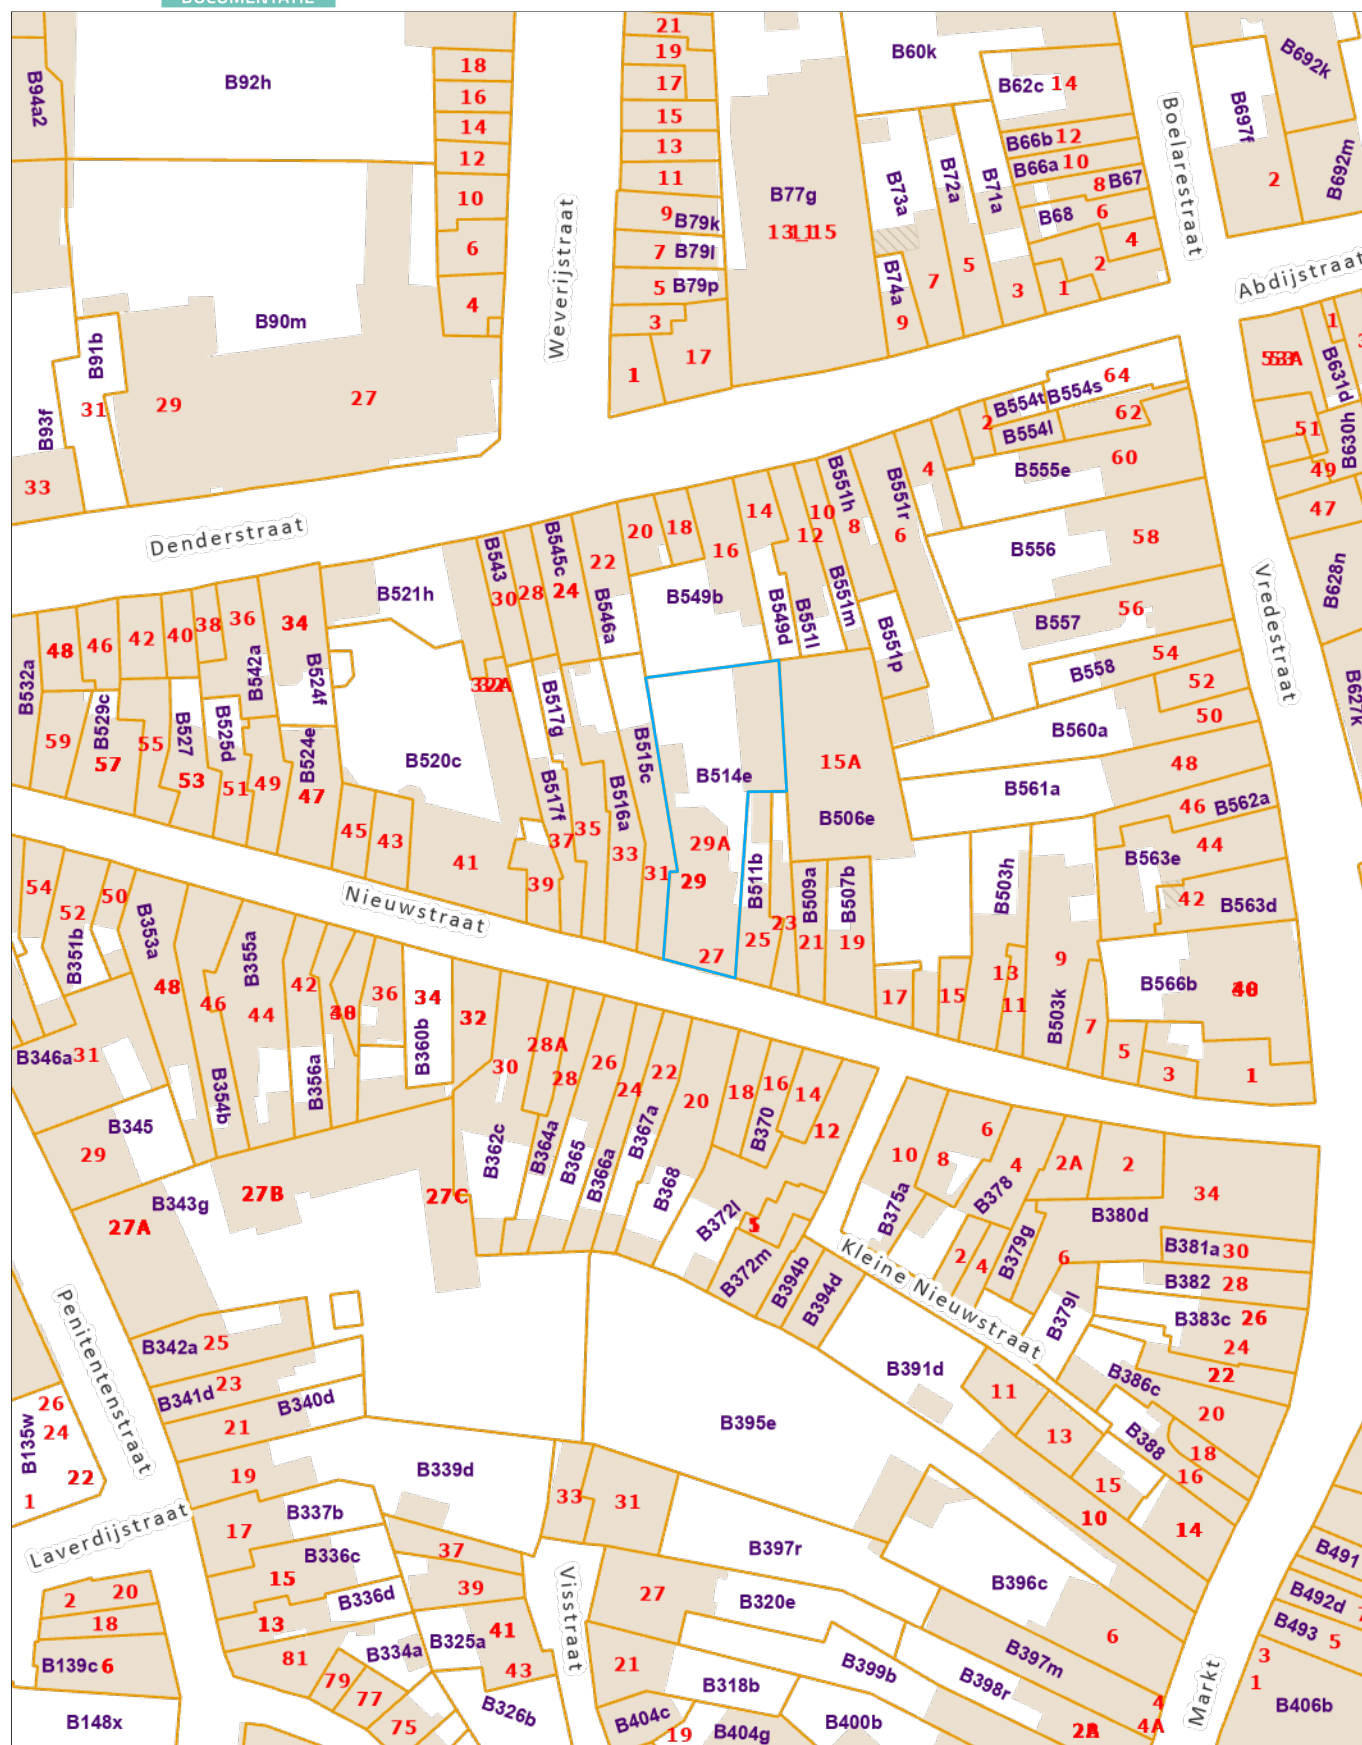 DOCUMENTATIE
21
B60k
19
B692k
18
B94a2
B92h
17
B62c 14
16
B697f
15
14
Boelarestraat
B66b 12
13
12
B66a 10
B692m
11
B72a
B71a
8 B67
2
10
B77g
B73a
9 B79k
B68 6
13_11_15
4
6
7 B79l
2
5
B74a
Abdijstraat
5 B79p
7
3
1
4
3
9
1
B90m
Weverijstraat
B91b
17
53A
B631d
1
64
27
29
31
B554t
B554s
62
2
B93f
B554l
51
B630h
60
4
B555e
49
33
B551h
B551r
47
14
10
8
58
20
18
12
6
Denderstraat
B543
B545c
16
B556
22
B628n
28
24
30
B521h
B549b
B551m
56
Vredestraat
B546a
B549d
B551l
B557
38
36
34
42
40
46
48
B551p
54
B558
B532a
B542a
B524f
32A
52
B627k
B529c
B517g
50
B527
B525d
B560a
59
55
B524e
B515c
57
B520c
B514e
15A
48
53
49
51
47
B517f
B516a
B561a
46 B562a
B506e
45
43
35
37
29A
44
33
B563e
41
31
29
B511b
B509a
B507b
B503h
54
39
42
B563d
50
Nieuwstraat
52
23
B353a
25
21
19
B351b
B355a
27
9
48
42
36
34
13
B566b
40
46
17
15
11
44
38
32
B503k
7
B360b
28A
5
B346a 31
30
26
22
B356a
B354b
28
24
3
1
16
18
14
20
B345
B370
12
B367a
29
B362c
B364a
B365
6
10
8
4
2A
2
B366a
B368
B378
27B
27C
34
B343g
B375a
27A
B372l
B380d
B379g
B381a 30
2
4
6
B372m
B394b
Kleine Nieuwstraat
B382 28
B394d
B379l
B383c 26
Penitentenstraat
B342a 25
24
B391d
22
B341d 23
B386c
26
B340d
11
24
21
B395e
20
B135w
13
B388
18
22
19
B339d
16
15
1
33
31
B337b
10
14
17
Laverdijstraat
37
B336c
B397r
B491
15
39
B396c
2 20
B336d
27
B320e
B492d
18
13
41
B493 5
B325a
6
B334a
81
B397m
3
B139c 6
43
Visstraat
21
B399b
79
1
77
B318b
B398r
Markt
B326b
4
B404c
B406b
B148x
75
19
B404g
B400b
4A